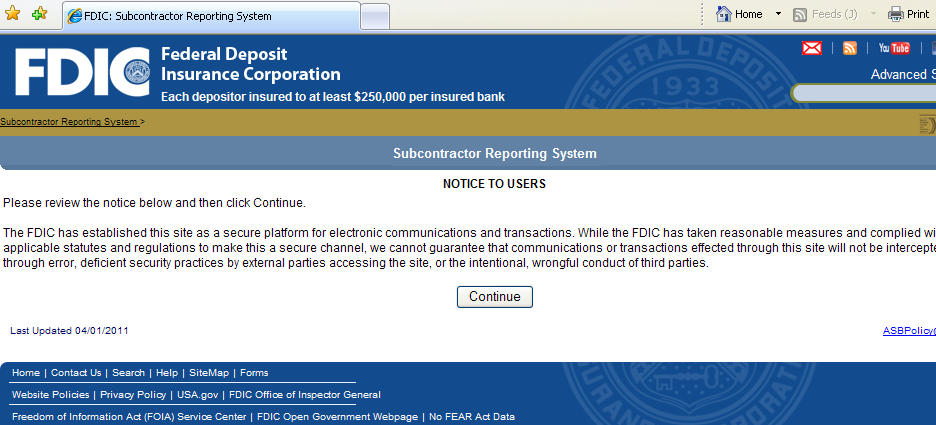 FDIC: Subcontractor Reporting System
Home
Feeds (J)
Print
FDIC
Federal Deposit
Insurance Corporation
Each depositor insured to at least $250,000 per insured bank
FEDERAL DEPOSIT
1933
You Tube
Advanced S
Subcontractor Reporting System >
Subcontractor Reporting System
NOTICE TO USERS
Please review the notice below and then click Continue.
The FDIC has established this site as a secure platform for electronic communications and transactions. While the FDIC has taken reasonable measures and complied wi
applicable statutes and regulations to make this a secure channel, we cannot guarantee that communications or transactions effected through this site will not be intercepte
through error, deficient security practices by external parties accessing the site, or the intentional, wrongful conduct of third parties.
Continue
Last Updated 04/01/2011
ASBPolicy@
Home | Contact Us | Search | Help | SiteMap | Forms
Website Policies | Privacy Policy | USA.gov | FDIC Office of Inspector General
Freedom of Information Act (FOIA) Service Center | FDIC Open Government Webpage | No FEAR Act Data